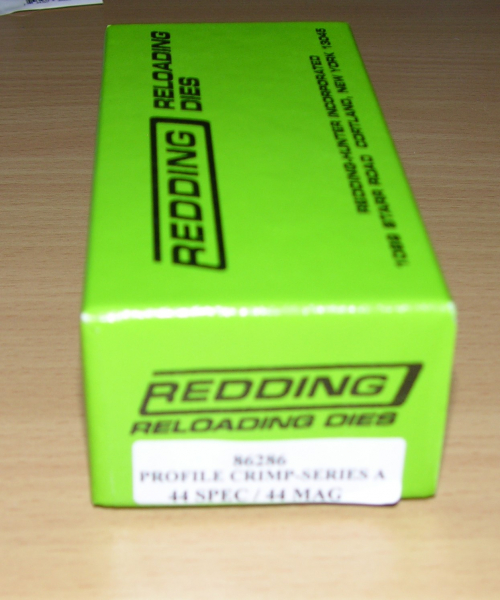 REDDING
RELOADING
DIES
REDDING-HUNTER INCORPORATED
1089 STARR ROAD CORTLAND, NEW YORK 13045
REDDING
RELOADING DIES
86286
PROFILE CRIMP-SERIES A
44 SPEC / 44 MAG